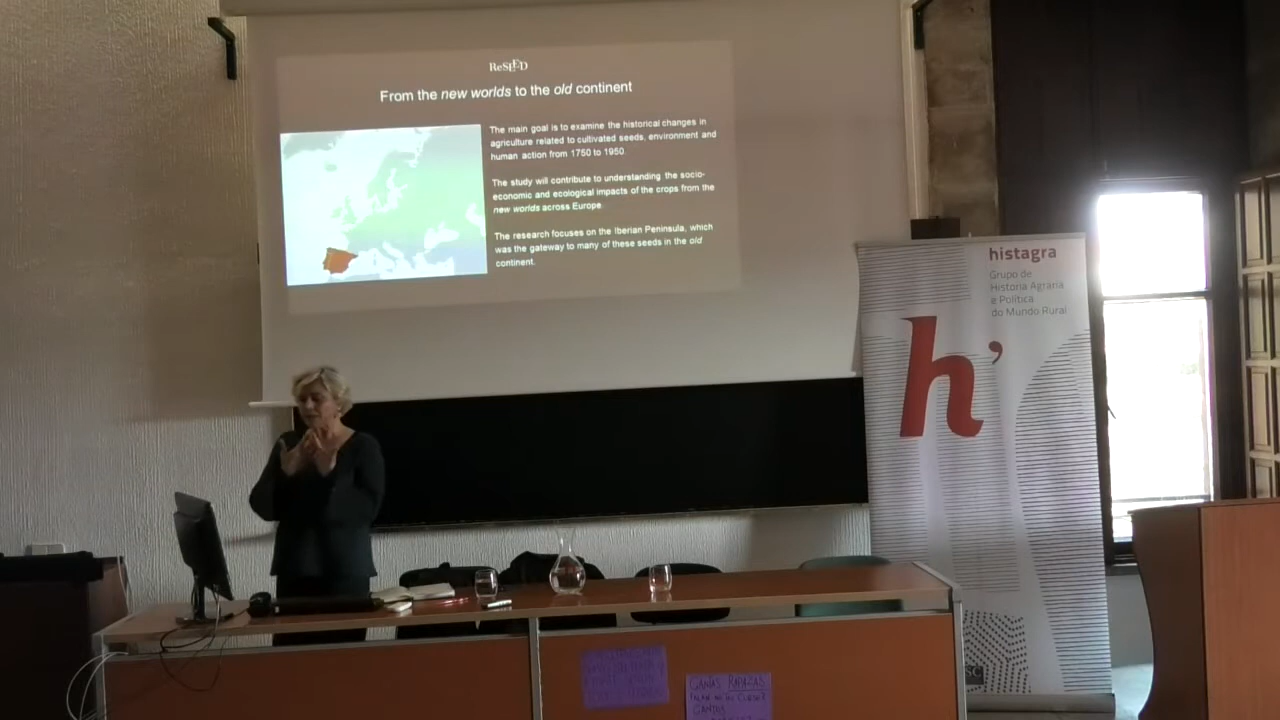 ReSEED
From the new worlds to the old continent
The main goal is to examine the historical changes in
agriculture related to cultivated seeds, environment and
human action from 1750 to 1950.
The study will contribute to understanding the socio-
economic and ecological impacts of the crops from the
new worlds across Europe.
The research focuses on the Iberian Peninsula, which
was the gateway to many of these seeds in the old
continent.
histagra
Grupo de
Historia Agraria
e Política
do Mundo Rural
h'
SC